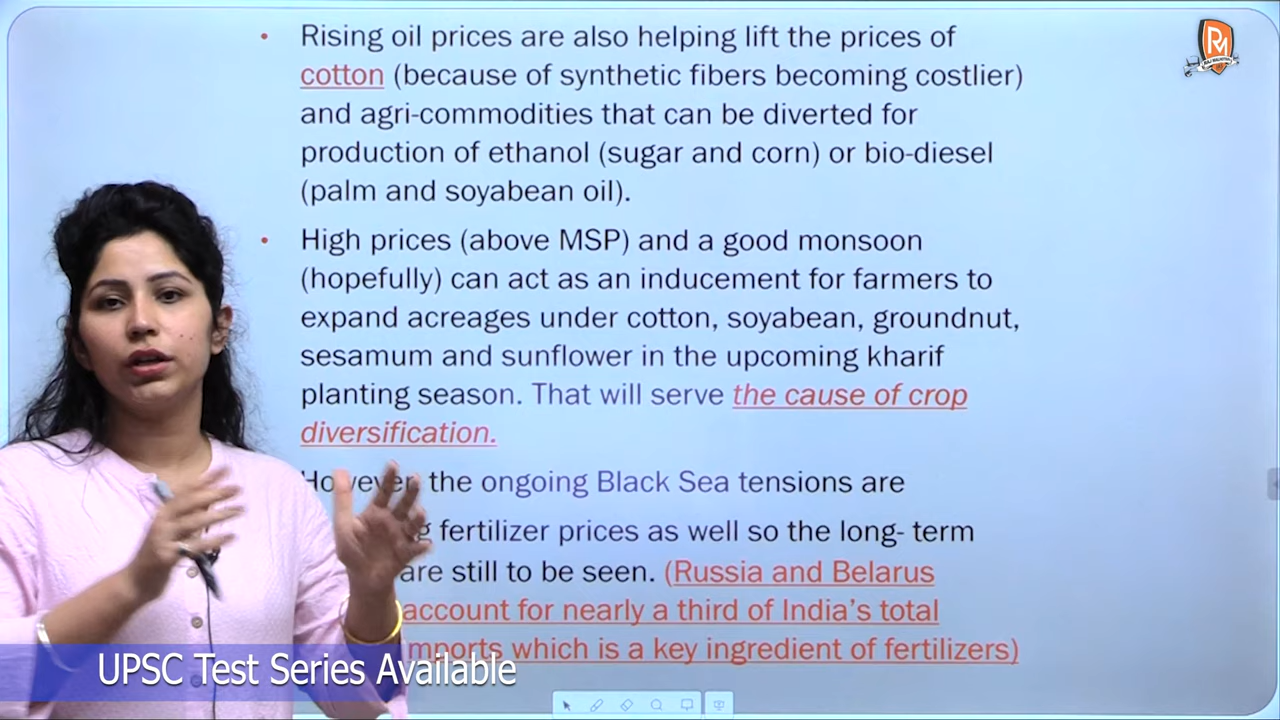 Rising oil prices are also helping lift the prices of
cotton (because of synthetic fibers becoming costlier)
and agri-commodities that can be diverted for
production of ethanol (sugar and corn) or bio-diesel
(palm and soyabean oil).
High prices (above MSP) and a good monsoon
(hopefully) can act as an inducement for farmers to
expand acreages under cotton, soyabean, groundnut,
sesamum and sunflower in the upcoming kharif
planting season. That will serve the cause of crop
diversification.
However, the ongoing Black Sea tensions are
fertilizer prices as well so the long- term
are still to be seen. (Russia and Belarus
account for nearly a third of India's total
imports which is a key ingredient of fertilizers)
UPSC Test Series Available